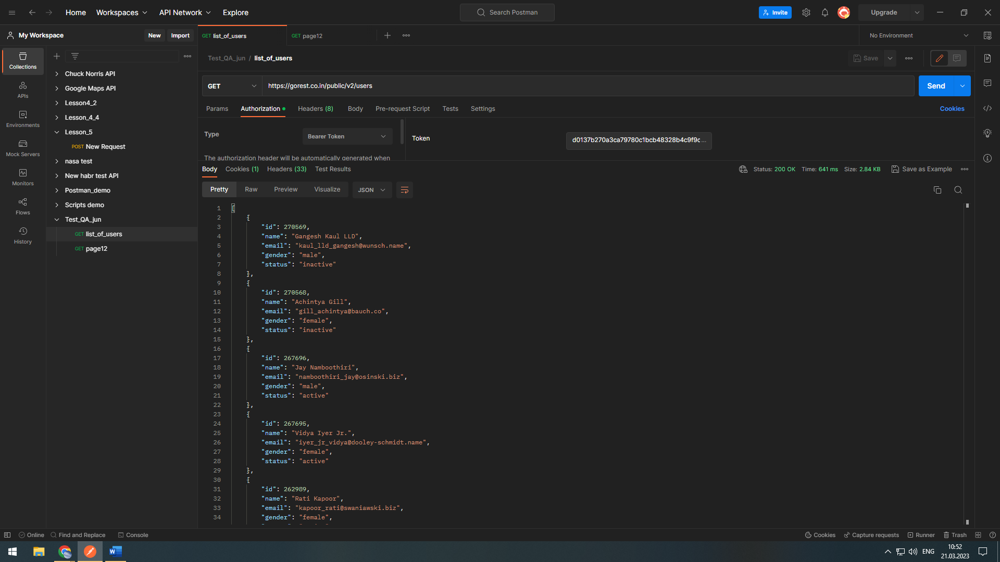 Home Workspaces API Network Explore Search Postman Invite Upgrade
My Workspace New Import GET list_of_users GET page12 No Environment
Test_QA_jun / list_of_users Save
GET https://gorest.co.in/public/v2/users Send
Params Authorization Headers (8) Body Pre-request Script Tests Settings Cookies
Type Bearer Token Token d0137b270a3ca79780c1bcb48328b4c9f9c...
The authorization header will be automatically generated when
Collections
APIs
Environments
Mock Servers
Monitors
Flows
History
Chuck Norris API
Google Maps API
Lesson4_2
Lesson_4_4
Lesson_5
POST New Request
nasa test
New habr test API
Postman_demo
Scripts demo
Test_QA_jun
GET list_of_users
GET page12
Body Cookies (1) Headers (33) Test Results Status: 200 OK Time: 641 ms Size: 2.84 KB Save as Example
Pretty Raw Preview Visualize JSON
1 [
2 {
3 "id": 270569,
4 "name": "Gangesh Kaul LLD",
5 "email": "kaul_lld_gangesh@wunsch.name",
6 "gender": "male",
7 "status": "inactive"
8 },
9 {
10 "id": 270568,
11 "name": "Achintya Gill",
12 "email": "gill_achintya@bauch.co",
13 "gender": "female",
14 "status": "inactive"
15 },
16 {
17 "id": 267696,
18 "name": "Jay Namboothiri",
19 "email": "namboothiri_jay@osinski.biz",
20 "gender": "male",
21 "status": "active"
22 },
23 {
24 "id": 267695,
25 "name": "Vidya Iyer Jr.",
26 "email": "iyer_jr_vidya@dooley-schmidt.name",
27 "gender": "female",
28 "status": "active"
29 },
30 {
31 "id": 262989,
32 "name": "Rati Kapoor",
33 "email": "kapoor_rati@swaniawski.biz",
34 "gender": "female",
Online Find and Replace Console Cookies Capture requests Runner Trash
ENG 10:52
21.03.2023